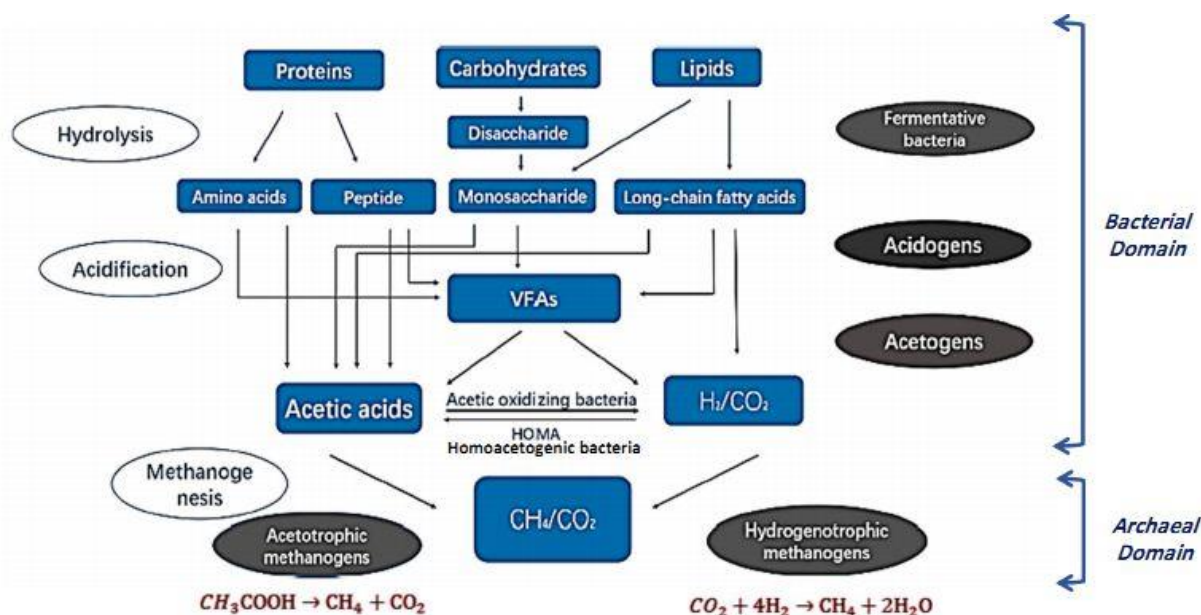 Proteins
Carbohydrates
Lipids
Hydrolysis
Disaccharide
Fermentative
bacteria
Amino acids
Peptide
Monosaccharide
Long-chain fatty acids
Bacterial
Domain
Acidification
Acidogens
VFAs
Acetogens
Acetic acids
Acetic oxidizing bacteria
H₂/CO₂
HOMA
Homoacetogenic bacteria
Methanoge
nesis
CH₄/CO₂
Acetotrophic
methanogens
Hydrogenotrophic
methanogens
Archaeal
Domain
CH₃COOH → CH₄ + CO₂
CO₂ + 4H₂ → CH₄ + 2H₂O